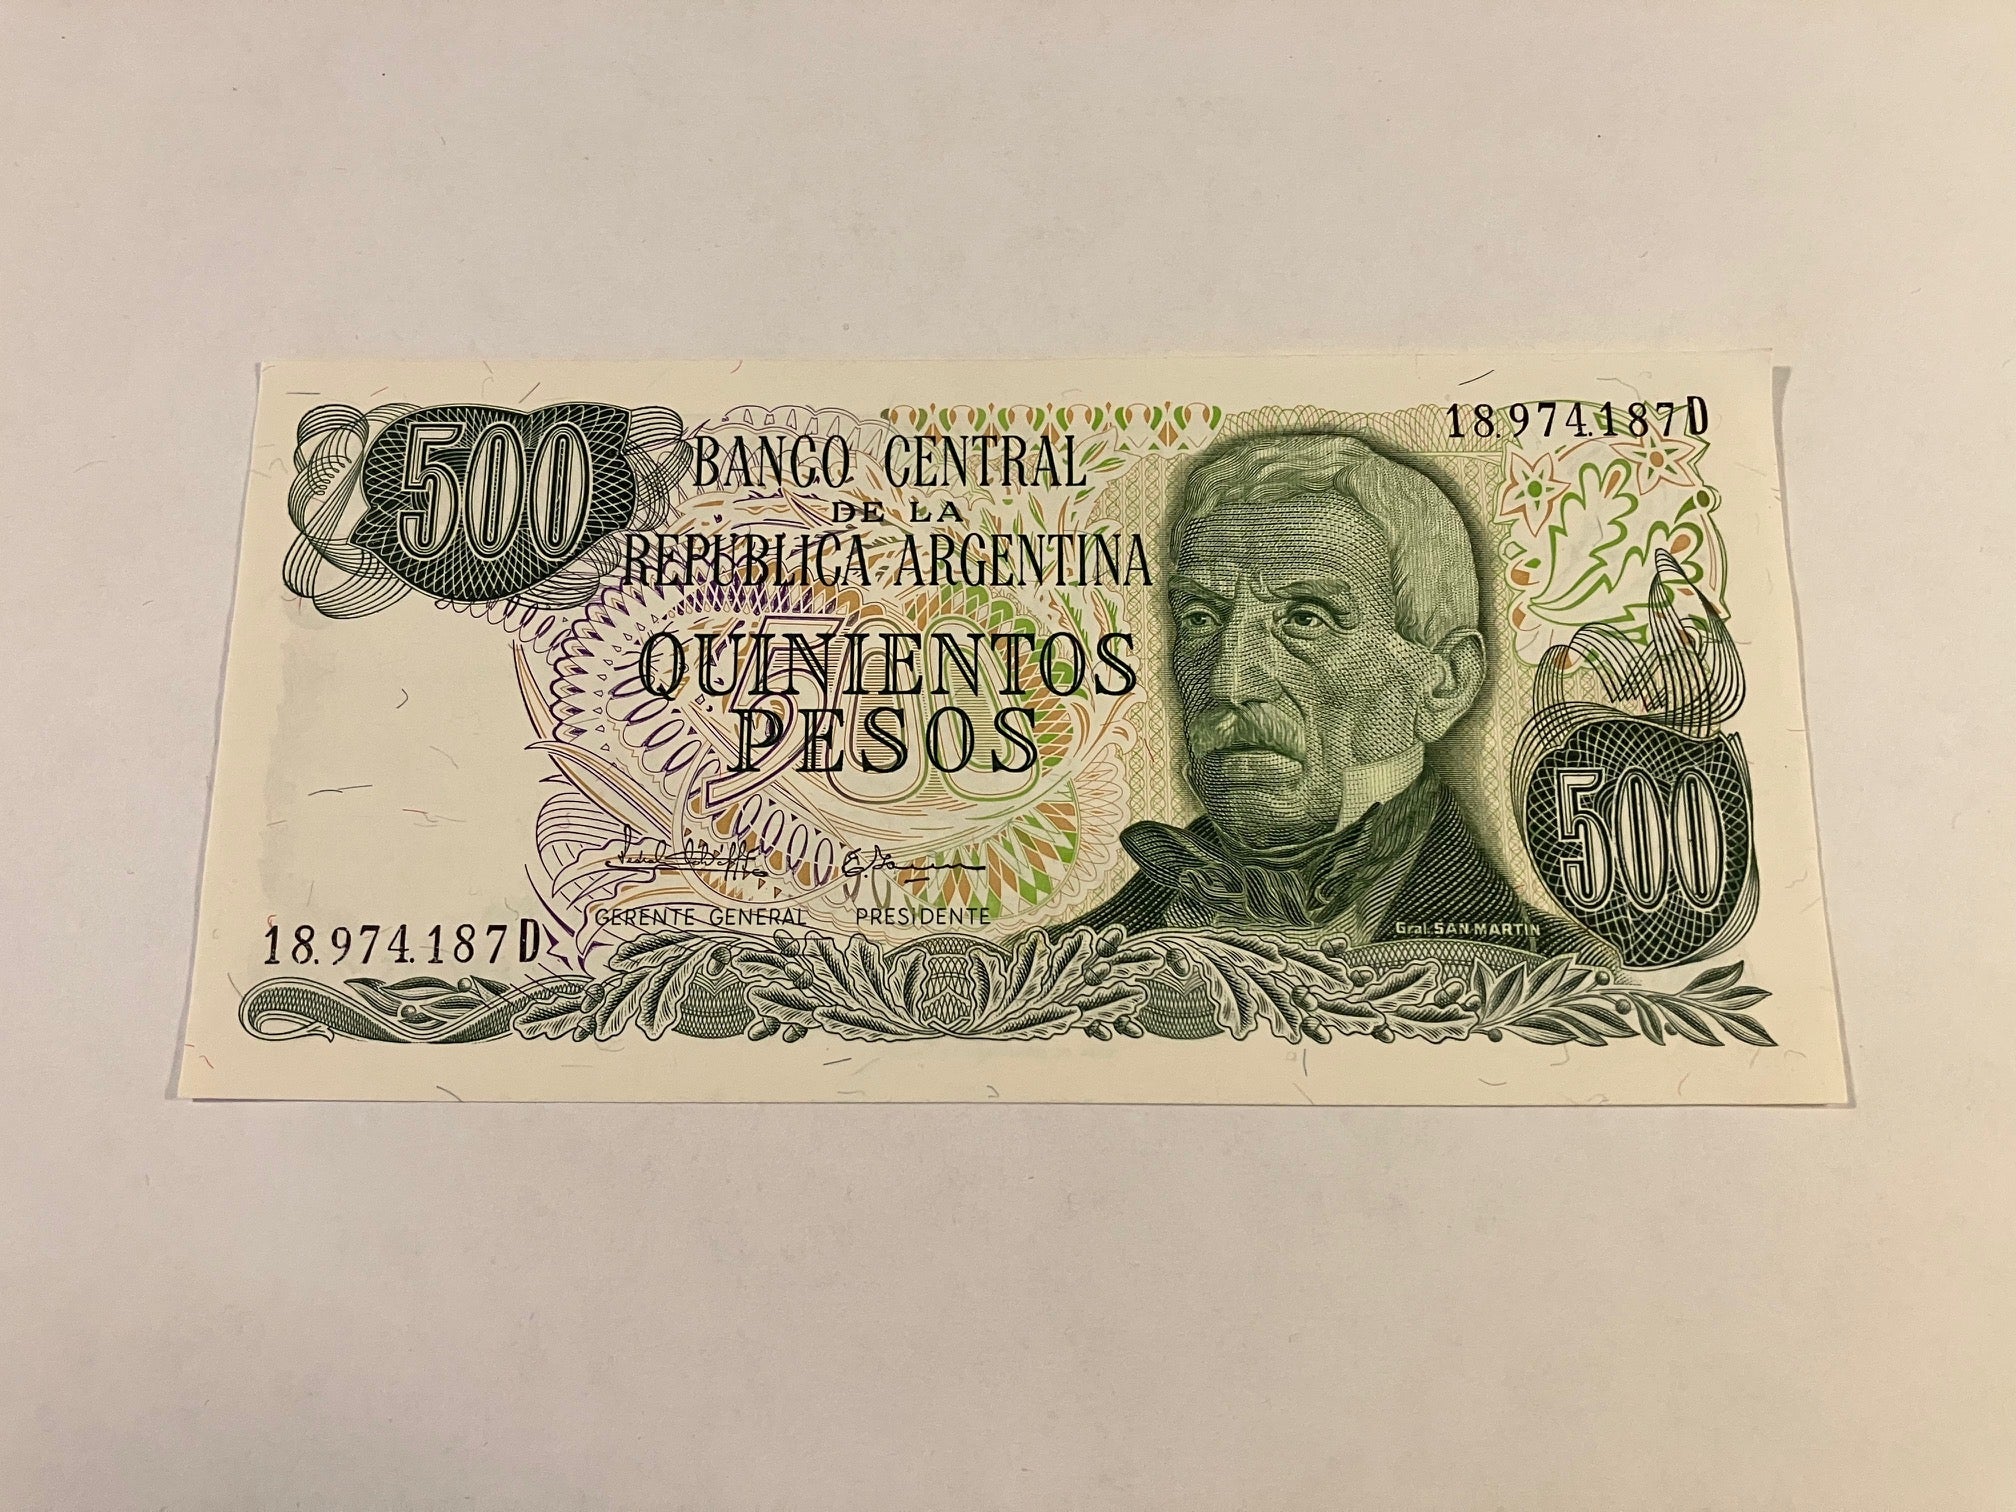 500
18.974.187D
BANCO CENTRAL
DE LA
REPUBLICA ARGENTINA
500
QUINIENTOS
PESOS
500
GERENTE GENERAL PRESIDENTE
Gral. SAN MARTIN
18.974.187D